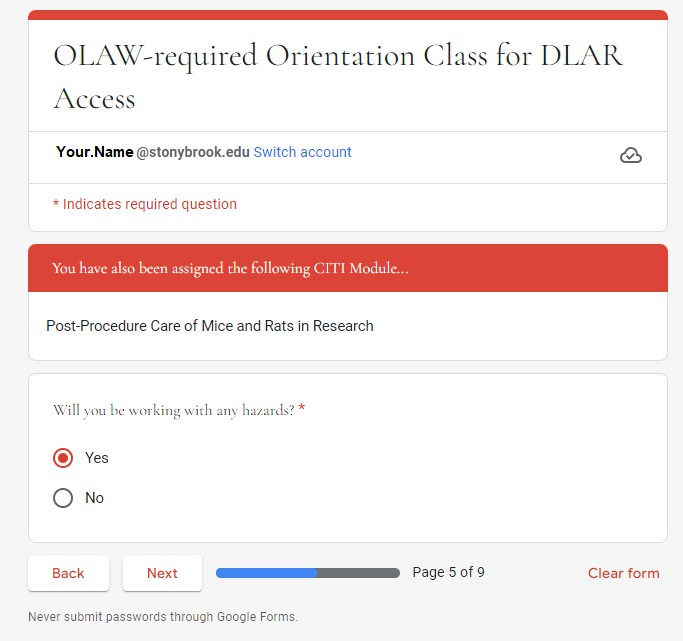 OLAW-required Orientation Class for DLAR
Access
Your.Name @stonybrook.edu Switch account
* Indicates required question
You have also been assigned the following CITI Module...
Post-Procedure Care of Mice and Rats in Research
Will you be working with any hazards? *
Yes
No
Back Next Page 5 of 9 Clear form
Never submit passwords through Google Forms.